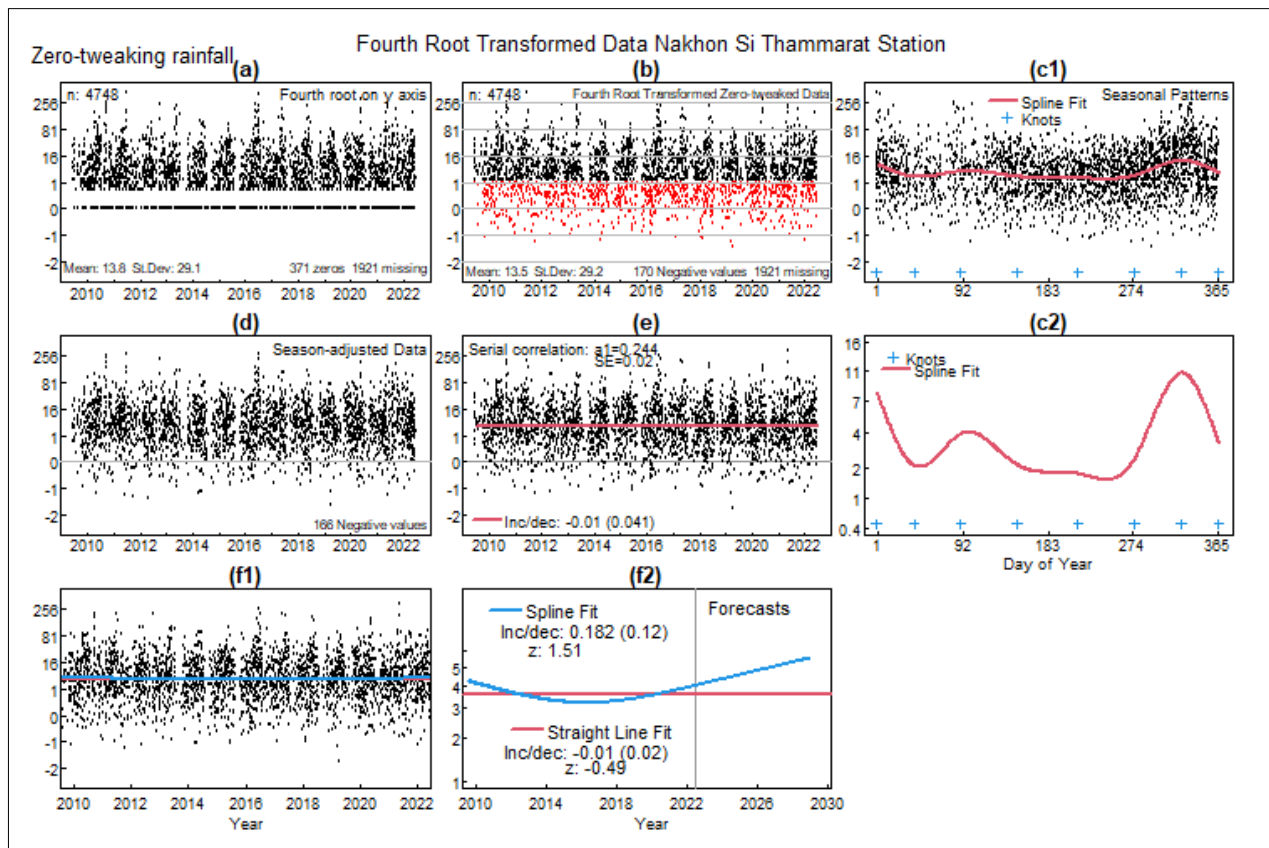 Fourth Root Transformed Data Nakhon Si Thammarat Station
Zero-tweaking rainfall
(a)
n: 4748
Fourth root on y axis
256
81
16
1
0
-1
-2
Mean: 13.8 St.Dev: 29.1
371 zeros 1921 missing
2010 2012 2014 2016 2018 2020 2022
(b)
n: 4748
Fourth Root Transformed Zero-tweaked Data
256
81
16
1
0
-1
-2
Mean: 13.5 St.Dev: 29.2
170 Negative values 1921 missing
2010 2012 2014 2016 2018 2020 2022
(c1)
Seasonal Patterns
Spline Fit
Knots
256
81
16
1
0
-1
-2
1 92 183 274 365
(d)
Season-adjusted Data
256
81
16
1
0
-1
-2
166 Negative values
2010 2012 2014 2016 2018 2020 2022
(e)
Serial correlation: a1=0.244
SE=0.02
256
81
16
1
0
-1
-2
Inc/dec: -0.01 (0.041)
2010 2012 2014 2016 2018 2020 2022
(c2)
Knots
Spline Fit
16
11
7
4
2
1
0.4
1 92 183 274 365
Day of Year
(f1)
256
81
16
1
0
-1
-2
2010 2012 2014 2016 2018 2020 2022
Year
(f2)
Spline Fit
Inc/dec: 0.182 (0.12)
z: 1.51
Forecasts
5
4
3
2
1
Straight Line Fit
Inc/dec: -0.01 (0.02)
z: -0.49
2010 2014 2018 2022 2026 2030
Year